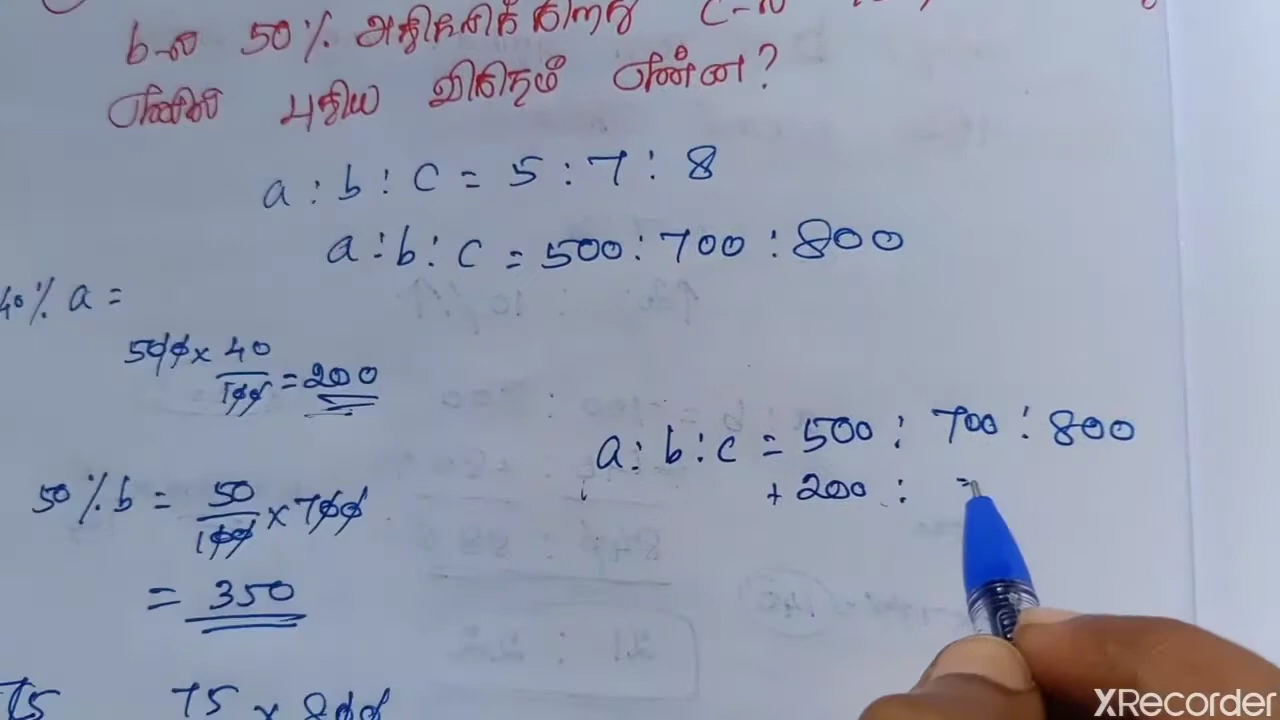 b-ல 50% அதிகரிக்கிறது C-ல
எனில் புதிய விகிதம் என்ன?
a : b : c = 5 : 7 : 8
a : b : c = 500 : 700 : 800
40% a =
500 × 40/100 = 200
a : b : c = 500 : 700 : 800
+ 200 :
50% b = 50/100 × 700
= 350
75 75 × 800
XRecorder